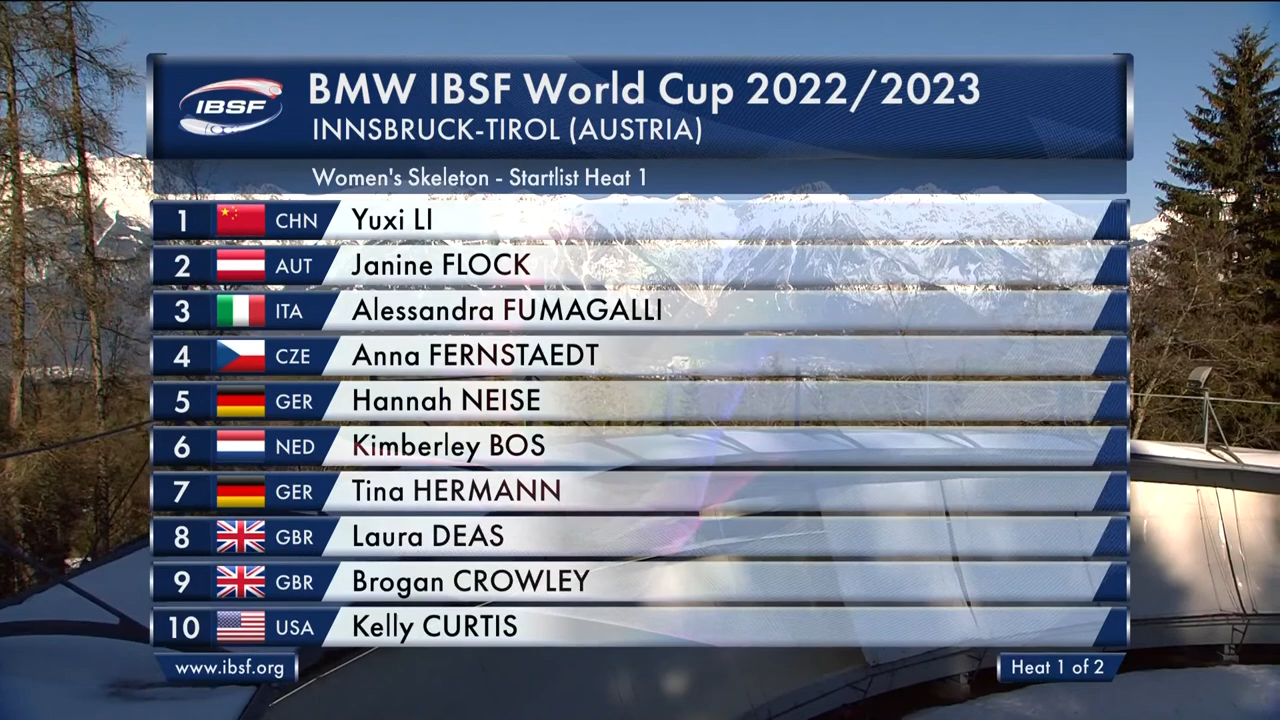 IBSF
BMW IBSF World Cup 2022/2023
INNSBRUCK-TIROL (AUSTRIA)
Women's Skeleton - Startlist Heat 1
1 CHN Yuxi LI
2 AUT Janine FLOCK
3 ITA Alessandra FUMAGALLI
4 CZE Anna FERNSTAEDT
5 GER Hannah NEISE
6 NED Kimberley BOS
7 GER Tina HERMANN
8 GBR Laura DEAS
9 GBR Brogan CROWLEY
10 USA Kelly CURTIS
www.ibsf.org
Heat 1 of 2